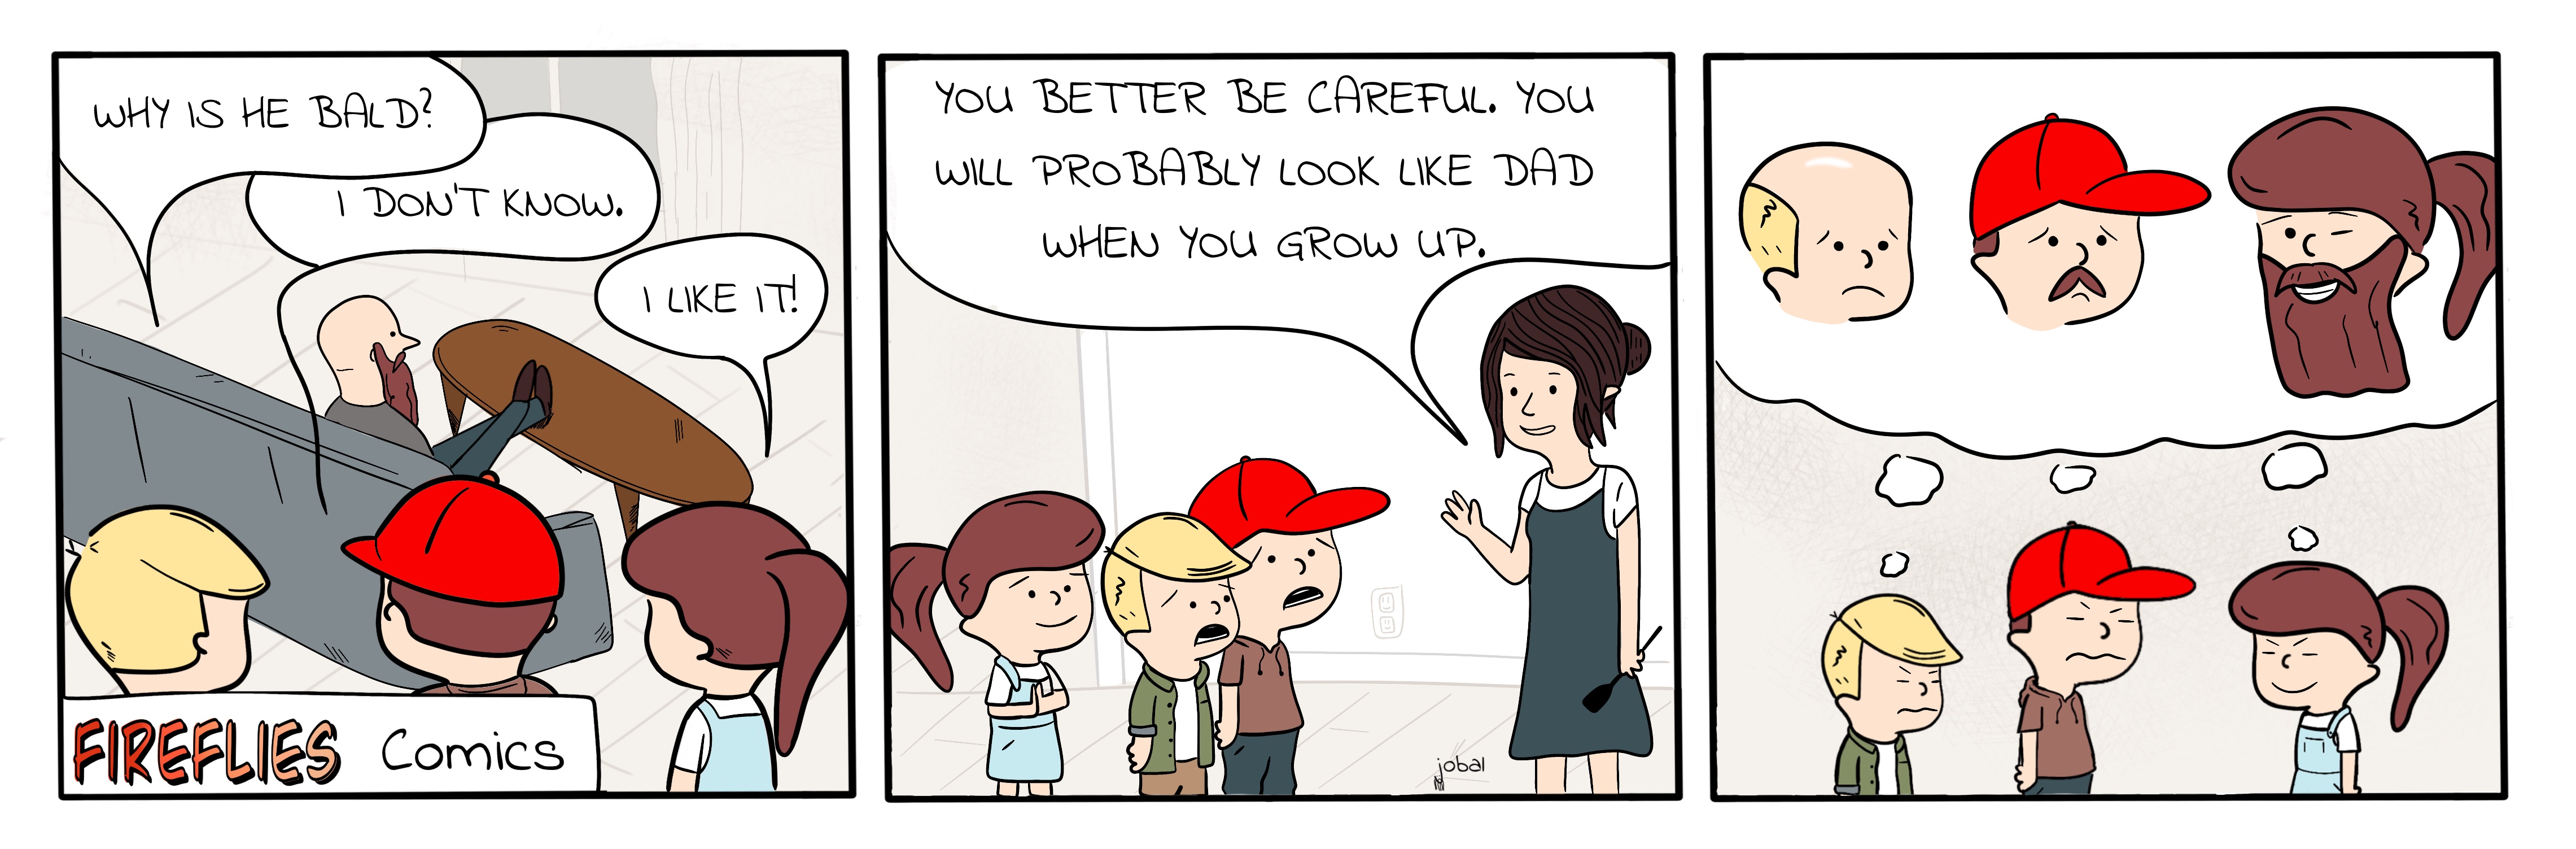 WHY IS HE BALD?
I DON'T KNOW.
I LIKE IT!
FIREFLIES Comics
YOU BETTER BE CAREFUL. YOU
WILL PROBABLY LOOK LIKE DAD
WHEN YOU GROW UP.
jobal